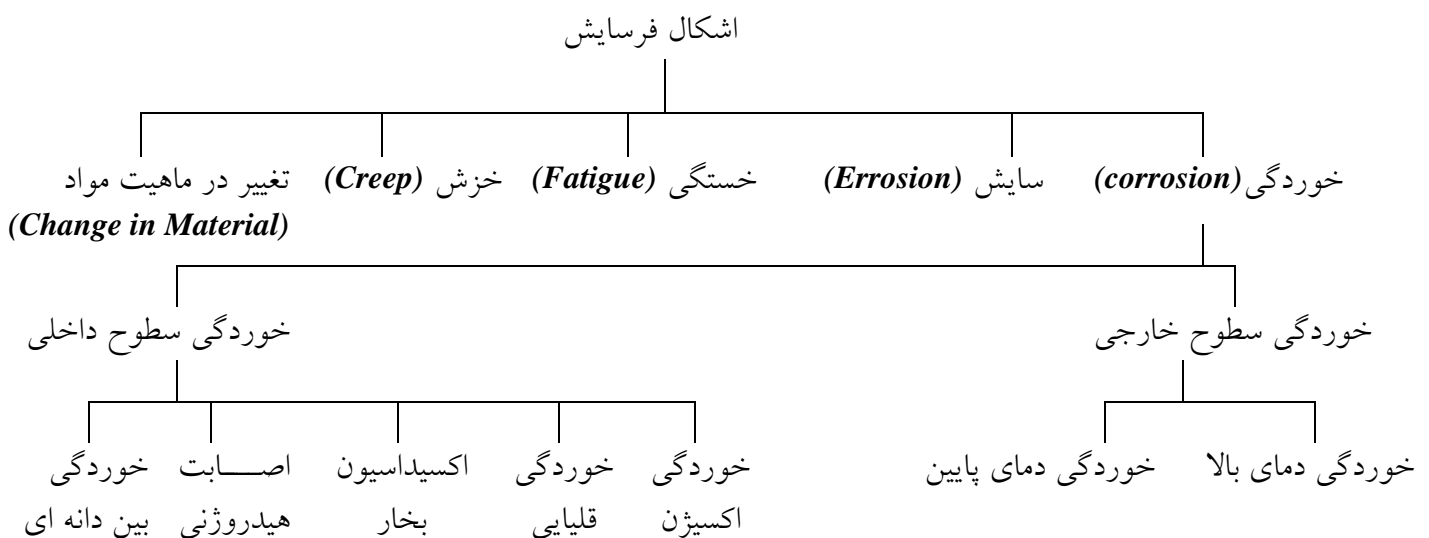 اشکال فرسایش
خوردگی(corrosion) سایش (Errosion) خستگی (Fatigue) خزش (Creep) تغییر در ماهیت مواد
(Change in Material)
خوردگی سطوح خارجی خوردگی سطوح داخلی
خوردگی دمای بالا خوردگی دمای پایین خوردگی خوردگی اکسیداسیون اصابت خوردگی
اکسیژن قلیایی بخار هیدروژنی بین دانه ای